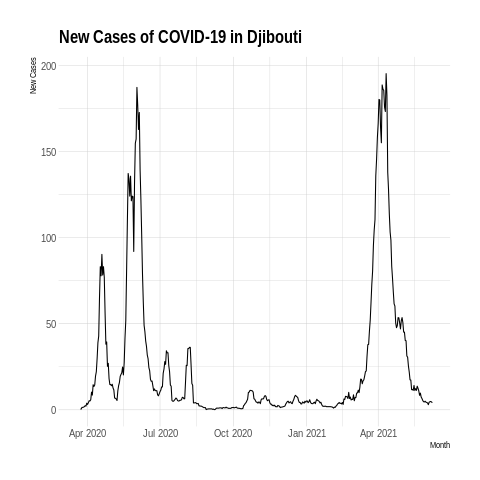 New Cases of COVID-19 in Djibouti
New Cases
200
150
100
50
0
Apr 2020 Jul 2020 Oct 2020 Jan 2021 Apr 2021
Month